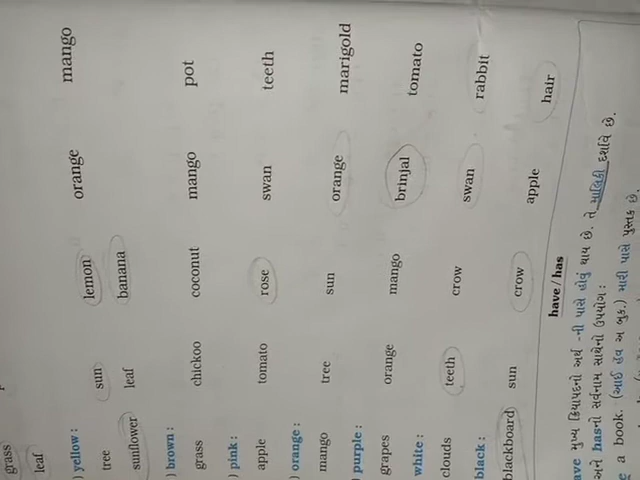 grass
leaf
) yellow :
tree sun lemon orange mango
sunflower leaf banana
) brown :
grass chickoo coconut mango pot
) pink :
apple tomato rose swan teeth
) orange :
mango tree sun orange marigold
) purple :
grapes orange mango brinjal tomato
white :
clouds teeth crow swan rabbit
black :
blackboard sun crow apple hair
have / has
ave મુખ્ય ક્રિયાપદનો અર્થ -ની પાસે હોવું થાય છે. તે માલિકી દર્શાવે છે.
અને hasનો સર્વનામ સાથેનો ઉપયોગ :
a book. (આઈ હૅવ અ બુક.) મારી પાસે પુસ્તક છે.